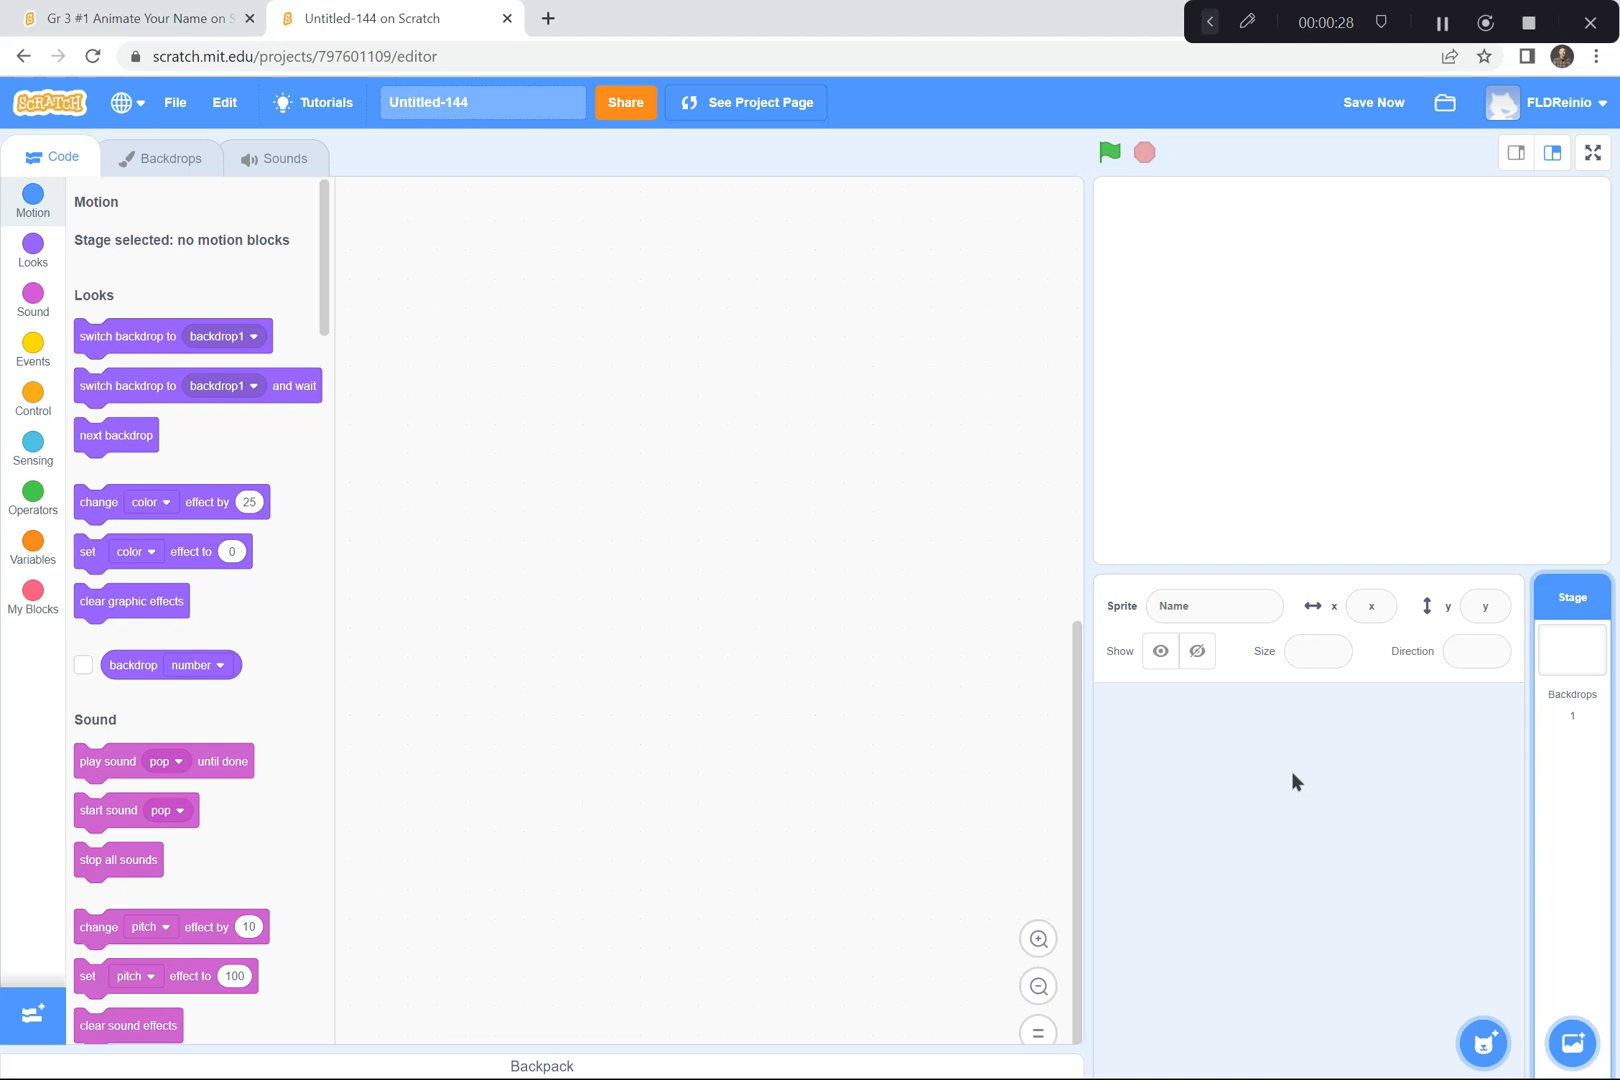 Gr 3 #1 Animate Your Name on S
Untitled-144 on Scratch
00:00:28
scratch.mit.edu/projects/797601109/editor
SCRATCH
File
Edit
Tutorials
Untitled-144
Share
See Project Page
Save Now
FLDReinio
Code
Backdrops
Sounds
Motion
Looks
Sound
Events
Control
Sensing
Operators
Variables
My Blocks
Motion
Stage selected: no motion blocks
Looks
switch backdrop to backdrop1
switch backdrop to backdrop1 and wait
next backdrop
change color effect by 25
set color effect to 0
clear graphic effects
backdrop number
Sound
play sound pop until done
start sound pop
stop all sounds
change pitch effect by 10
set pitch effect to 100
clear sound effects
Backpack
Sprite Name x x y y
Show Size Direction
Stage
Backdrops
1